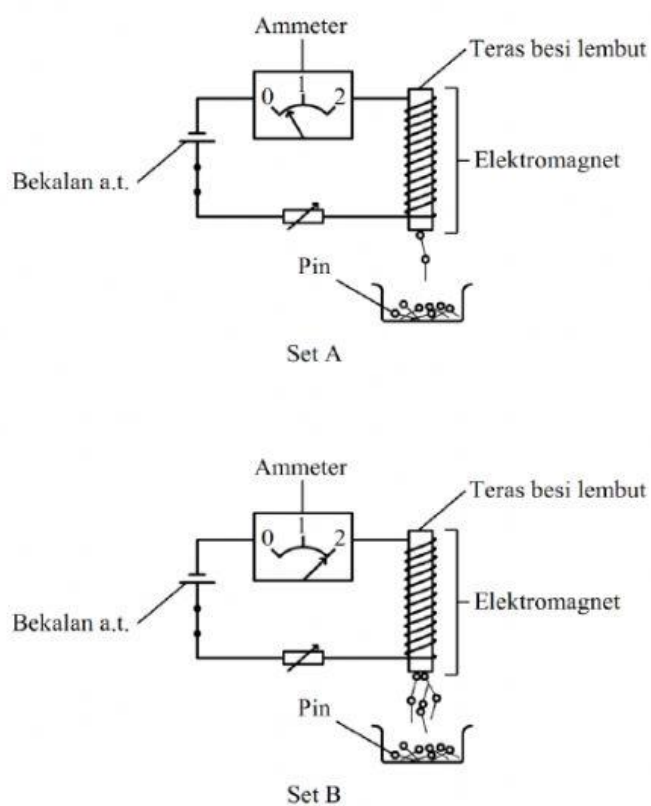 Ammeter
Teras besi lembut
0 1 2
Elektromagnet
Bekalan a.t.
Pin
Set A
Ammeter
Teras besi lembut
0 1 2
Elektromagnet
Bekalan a.t.
Pin
Set B